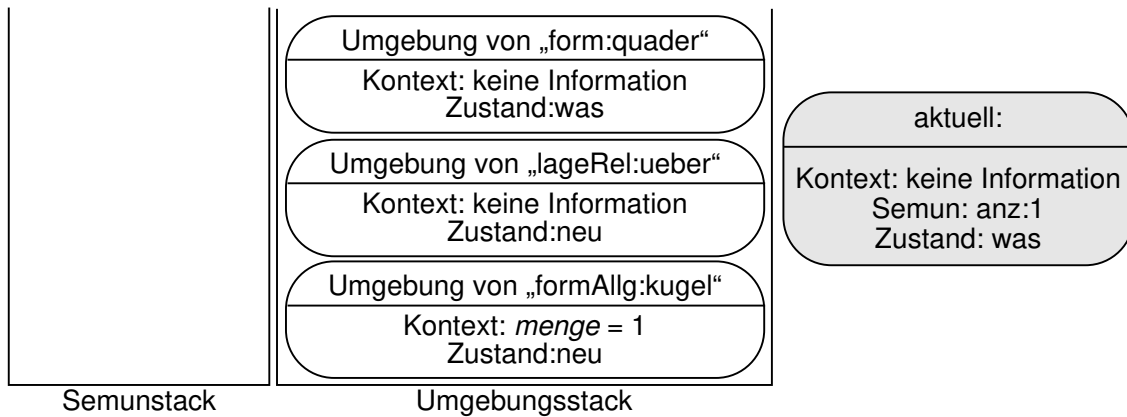 Umgebung von „form:quader“
Kontext: keine Information
Zustand:was
Umgebung von „lageRel:ueber“
Kontext: keine Information
Zustand:neu
Umgebung von „formAllg:kugel“
Kontext: menge = 1
Zustand:neu
aktuell:
Kontext: keine Information
Semun: anz:1
Zustand: was
Semunstack
Umgebungsstack